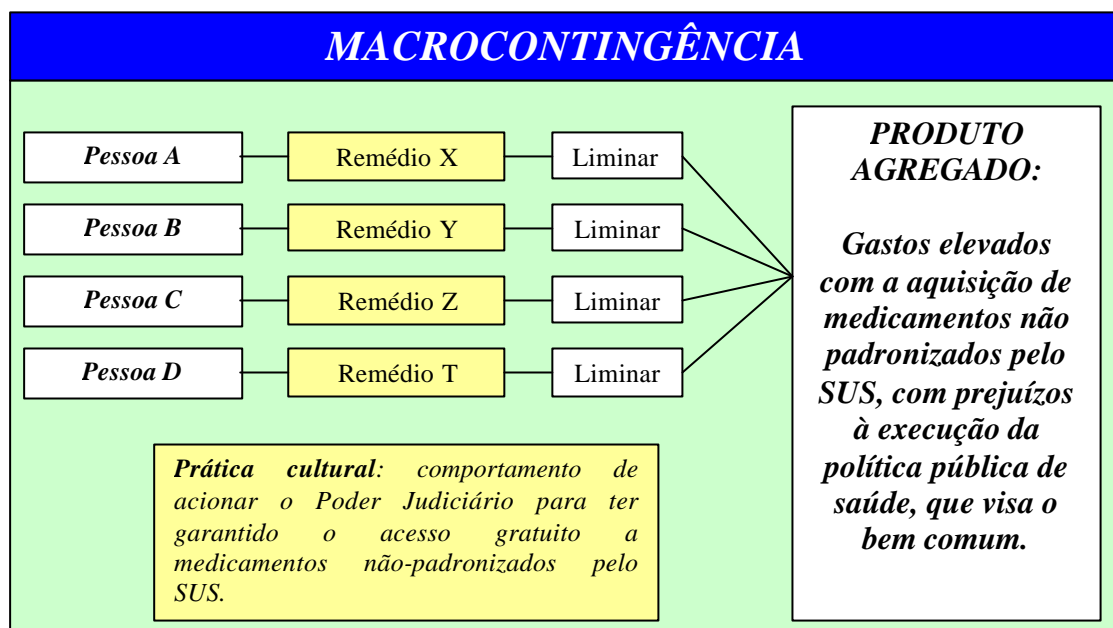 MACROCONTINGÊNCIA
Pessoa A
Remédio X
Liminar
Pessoa B
Remédio Y
Liminar
Pessoa C
Remédio Z
Liminar
Pessoa D
Remédio T
Liminar
Prática cultural: comportamento de
acionar o Poder Judiciário para ter
garantido o acesso gratuito a
medicamentos não-padronizados pelo
SUS.
PRODUTO
AGREGADO:
Gastos elevados
com a aquisição de
medicamentos não
padronizados pelo
SUS, com prejuízos
à execução da
política pública de
saúde, que visa o
bem comum.